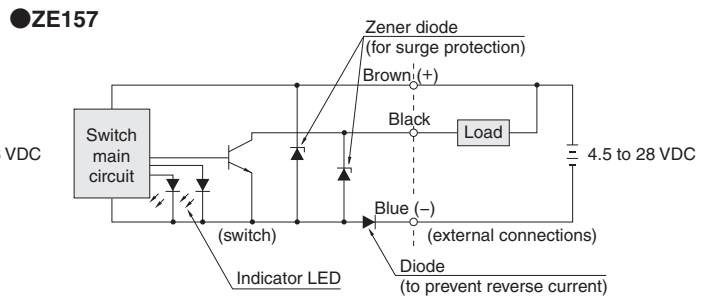 ●ZE157
Zener diode
(for surge protection)
Brown (+)
Black
Load
Switch
main
circuit
VDC
4.5 to 28 VDC
Blue (−)
(switch)
(external connections)
Indicator LED
Diode
(to prevent reverse current)